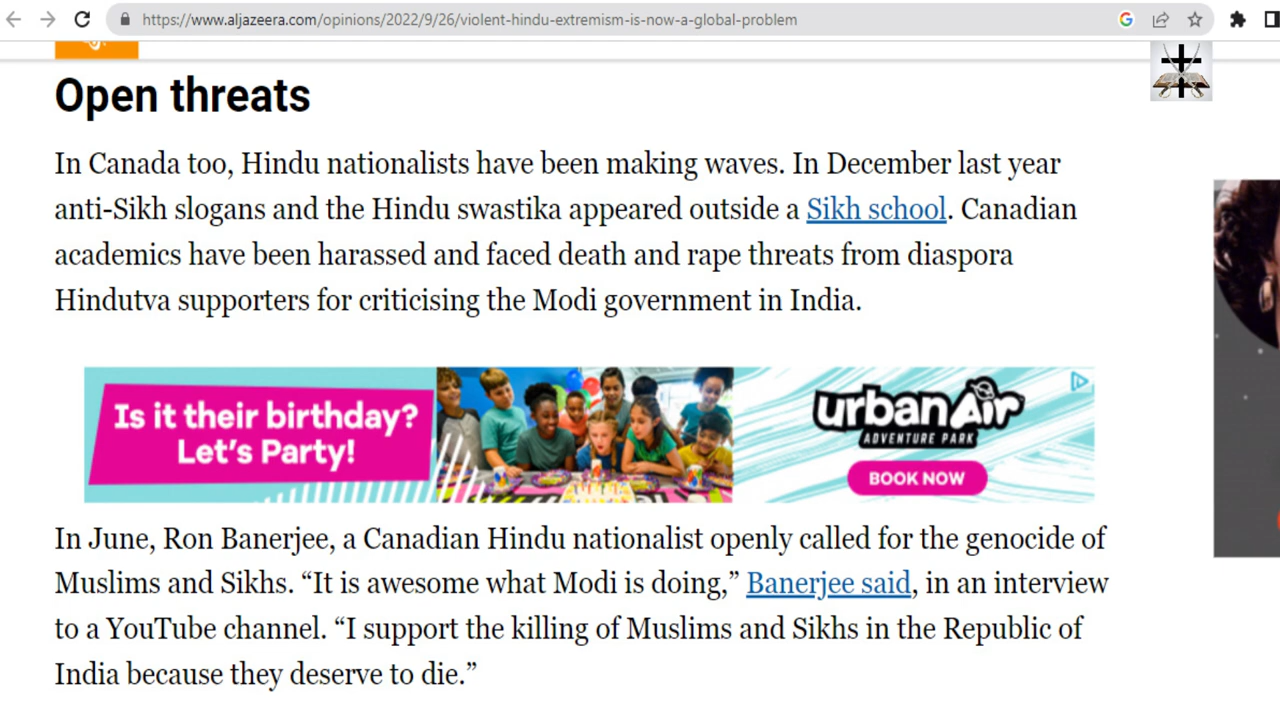 https://www.aljazeera.com/opinions/2022/9/26/violent-hindu-extremism-is-now-a-global-problem
Open threats
In Canada too, Hindu nationalists have been making waves. In December last year
anti-Sikh slogans and the Hindu swastika appeared outside a Sikh school. Canadian
academics have been harassed and faced death and rape threats from diaspora
Hindutva supporters for criticising the Modi government in India.
Is it their birthday?
Let's Party!
urbanAir
ADVENTURE PARK
BOOK NOW
In June, Ron Banerjee, a Canadian Hindu nationalist openly called for the genocide of
Muslims and Sikhs. “It is awesome what Modi is doing,” Banerjee said, in an interview
to a YouTube channel. “I support the killing of Muslims and Sikhs in the Republic of
India because they deserve to die.”